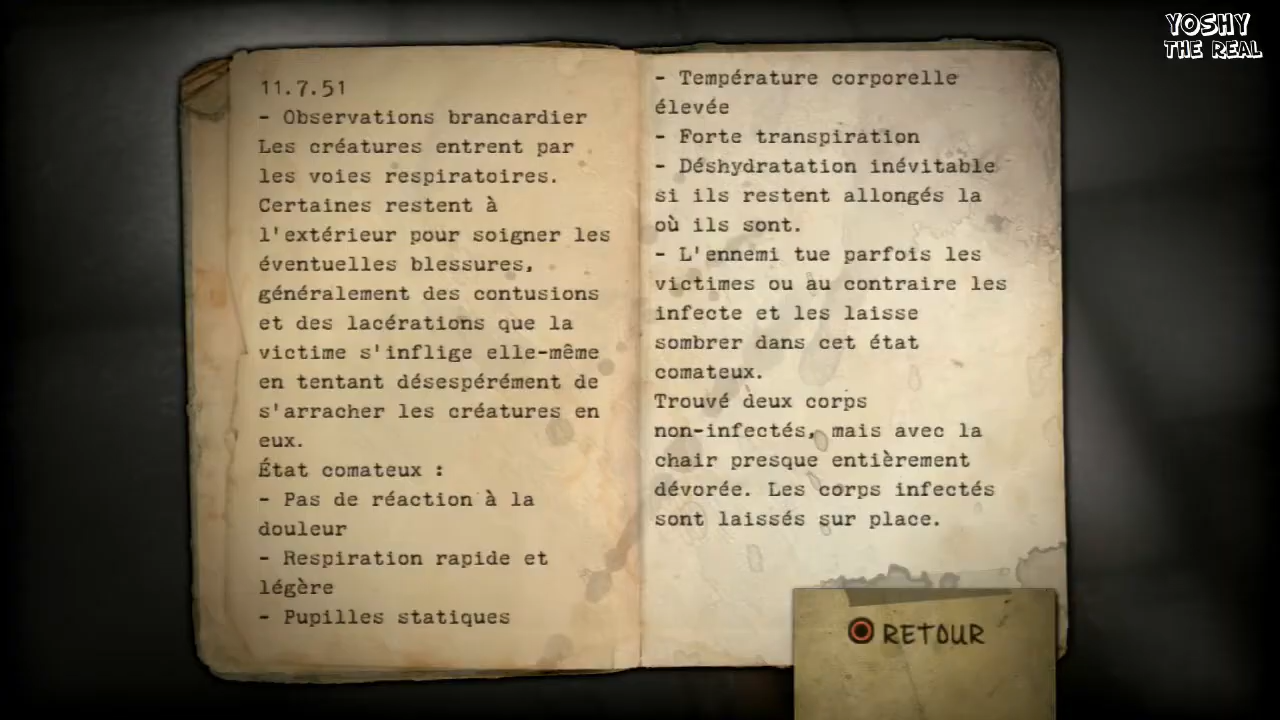 YOSHY
THE REAL
11.7.51
- Observations brancardier
Les créatures entrent par
les voies respiratoires.
Certaines restent à
l'extérieur pour soigner les
éventuelles blessures,
généralement des contusions
et des lacérations que la
victime s'inflige elle-même
en tentant désespérément de
s'arracher les créatures en
eux.
État comateux :
- Pas de réaction à la
douleur
- Respiration rapide et
légère
- Pupilles statiques
- Température corporelle
élevée
- Forte transpiration
- Déshydratation inévitable
si ils restent allongés la
où ils sont.
- L'ennemi tue parfois les
victimes ou au contraire les
infecte et les laisse
sombrer dans cet état
comateux.
Trouvé deux corps
non-infectés, mais avec la
chair presque entièrement
dévorée. Les corps infectés
sont laissés sur place.
RETOUR